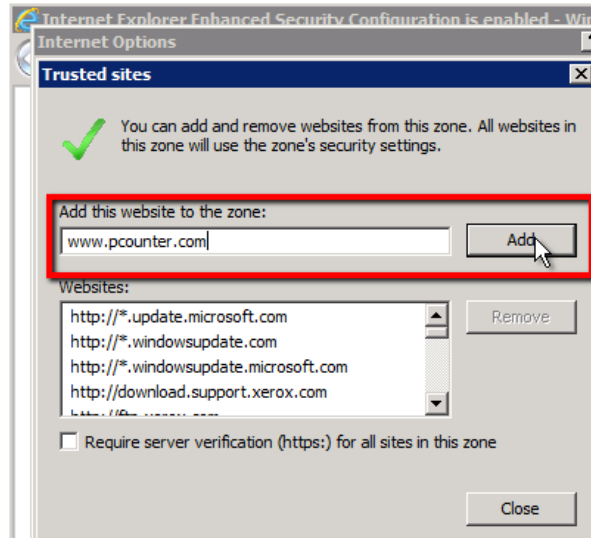 Internet Explorer Enhanced Security Configuration is enabled - Wi
Internet Options
Trusted sites
You can add and remove websites from this zone. All websites in
this zone will use the zone's security settings.
Add this website to the zone:
www.pcounter.com
Add
Websites:
http://*.update.microsoft.com
Remove
http://*.windowsupdate.com
http://*.windowsupdate.microsoft.com
http://download.support.xerox.com
Require server verification (https:) for all sites in this zone
Close